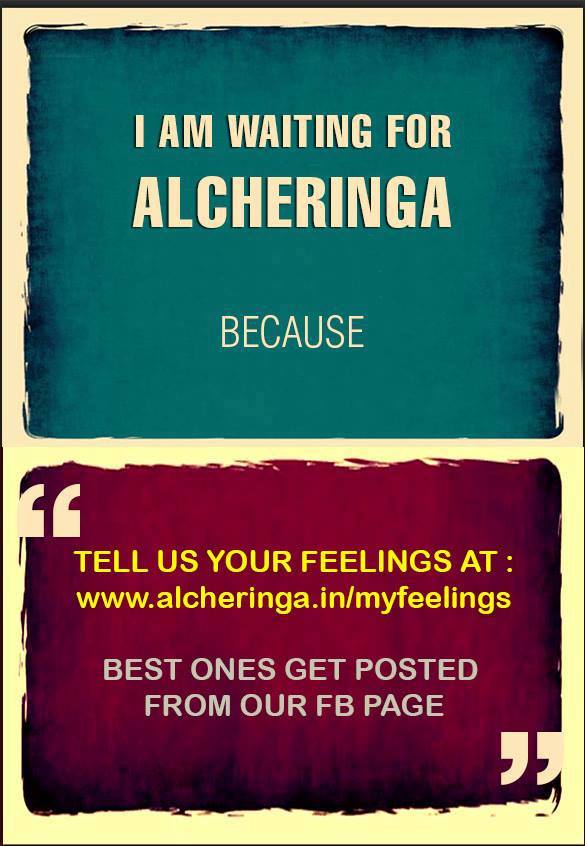 I AM WAITING FOR
ALCHERINGA
BECAUSE
“
TELL US YOUR FEELINGS AT :
www.alcheringa.in/myfeelings
BEST ONES GET POSTED
FROM OUR FB PAGE
”